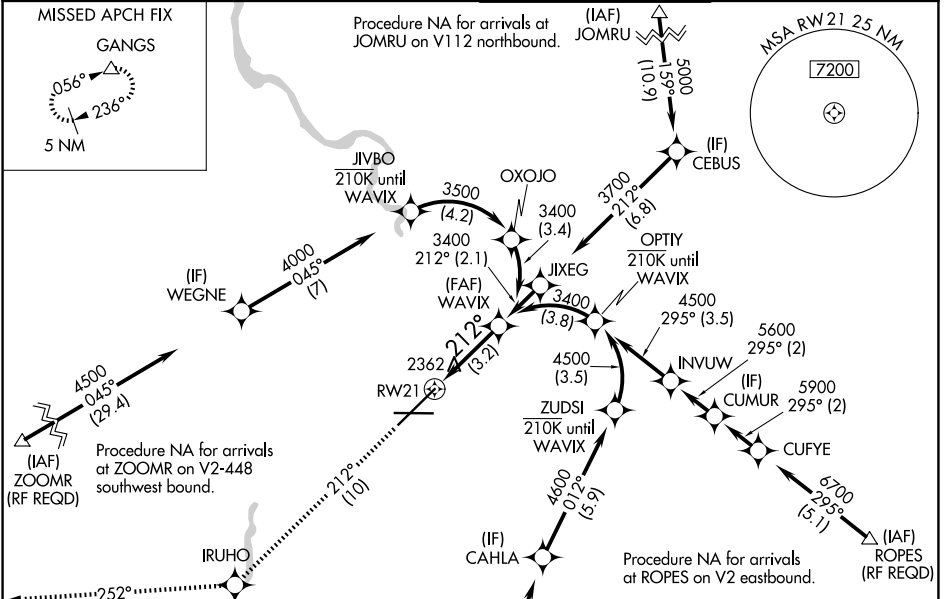 MISSED APCH FIX
GANGS
056°
236°
5 NM
Procedure NA for arrivals at
JOMRU on V112 northbound.
(IAF)
JOMRU
5000
159°
(10.9)
MSA RW21 25 NM
7200
(IF)
CEBUS
3700
212°
(6.8)
JIVBO
210K until
WAVIX
3500
(4.2)
OXOJO
3400
(3.4)
3400
212° (2.1)
OPTIY
210K until
WAVIX
JIXEG
(FAF)
WAVIX
3400
(3.8)
4500
295° (3.5)
(IF)
WEGNE
4000
045°
(7)
212°
(3.2)
2362
RW21
4500
(3.5)
INVUW
5600
295° (2)
(IF)
CUMUR
5900
295° (2)
CUFYE
ZUDSI
210K until
WAVIX
4500
045°
(29.4)
(IAF)
ZOOMR
(RF REQD)
Procedure NA for arrivals
at ZOOMR on V2-448
southwest bound.
212°
(10)
4600
012°
(5.9)
6700
295°
(5.1)
IRUHO
252°
(IF)
CAHLA
Procedure NA for arrivals
at ROPES on V2 eastbound.
(IAF)
ROPES
(RF REQD)